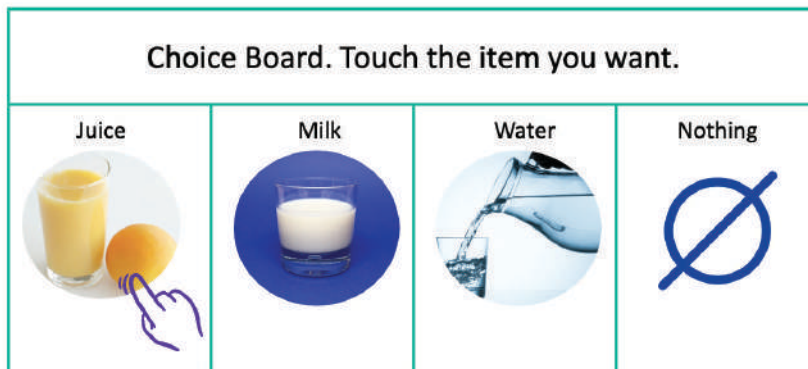 Choice Board. Touch the item you want.
Juice
Milk
Water
Nothing